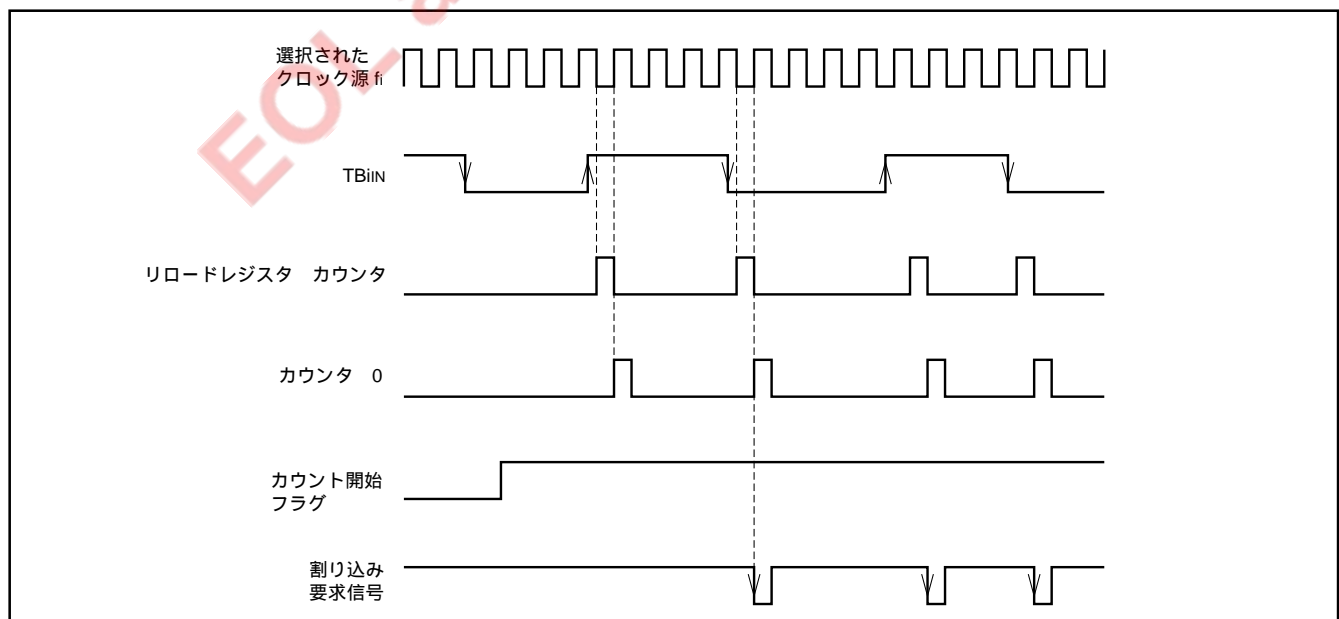 EOL a
選択された
クロック源 fi
TBiIN
リロードレジスタ カウンタ
カウンタ 0
カウント開始
フラグ
割り込み
要求信号